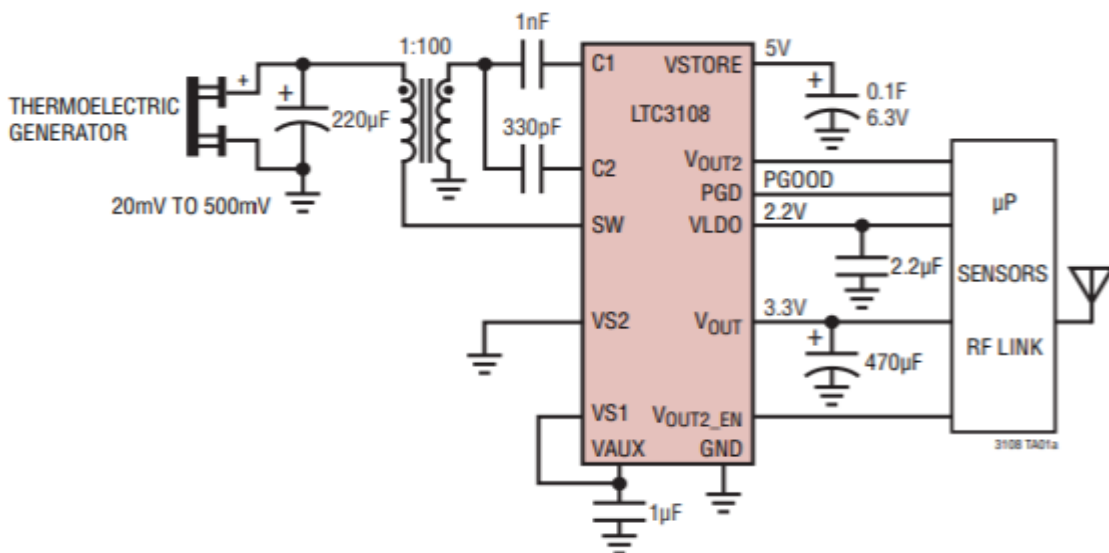 1nF
1:100
5V
C1
VSTORE
+
+
+
0.1F
6.3V
THERMOELECTRIC
GENERATOR
220µF
LTC3108
330pF
C2
VOUT2
PGD
PGOOD
µP
20mV TO 500mV
SW
VLDO
2.2V
2.2µF
SENSORS
VS2
VOUT
3.3V
+
470µF
RF LINK
VS1
VOUT2_EN
VAUX
GND
3108 TA01a
1µF